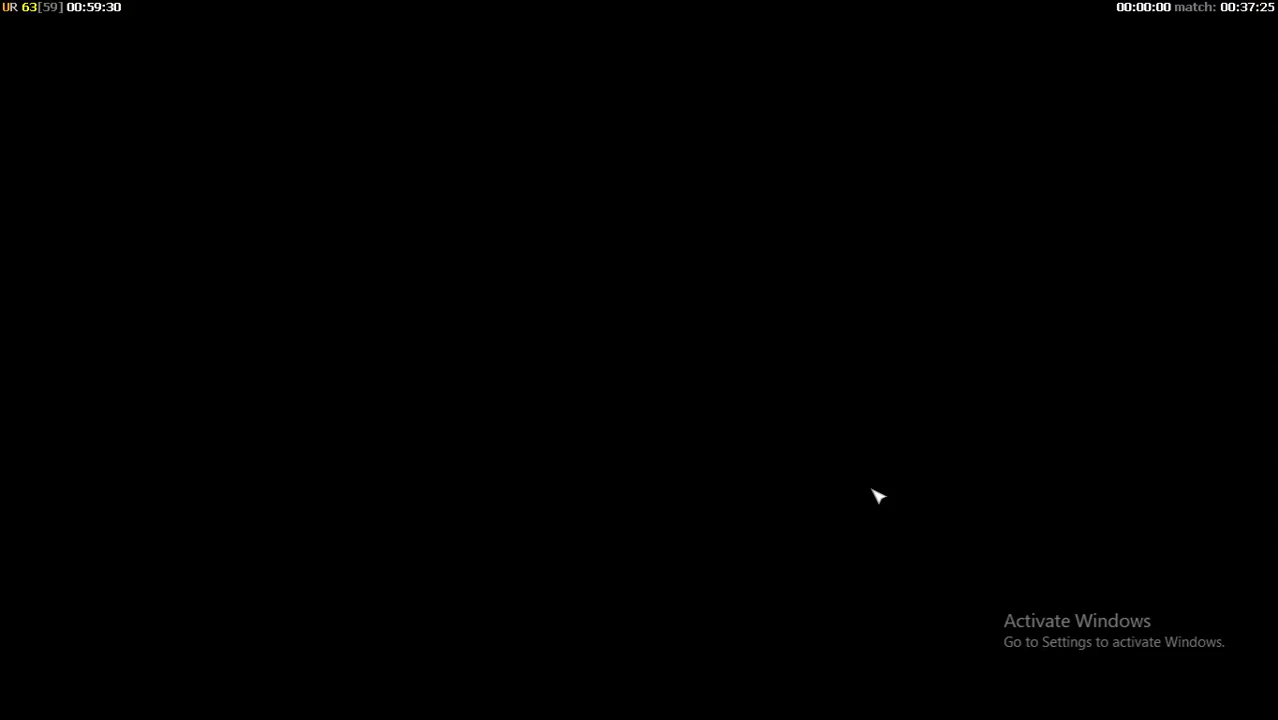 UR 63[59] 00:59:30
00:00:00 match: 00:37:25
Activate Windows
Go to Settings to activate Windows.